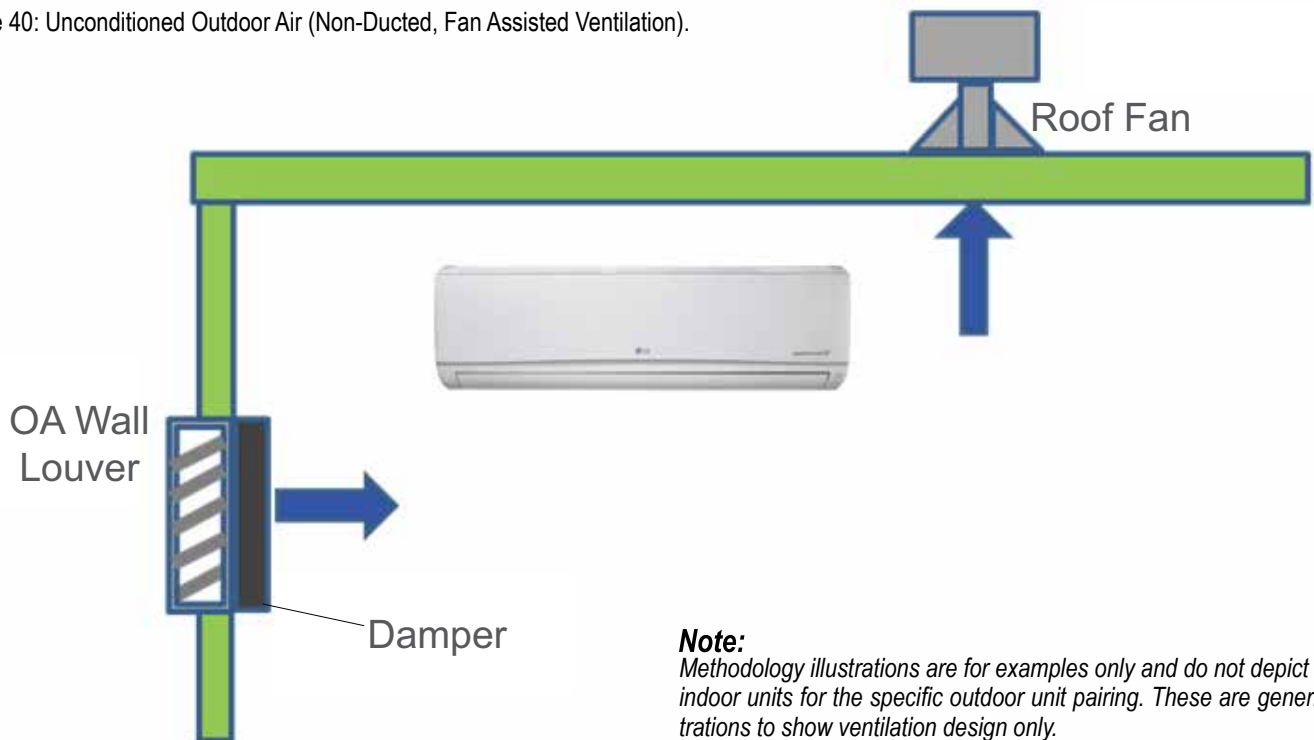 40: Unconditioned Outdoor Air (Non-Ducted, Fan Assisted Ventilation).
Roof Fan
LG
OA Wall
Louver
Damper
Note:
Methodology illustrations are for examples only and do not depict
indoor units for the specific outdoor unit pairing. These are gener
trations to show ventilation design only.